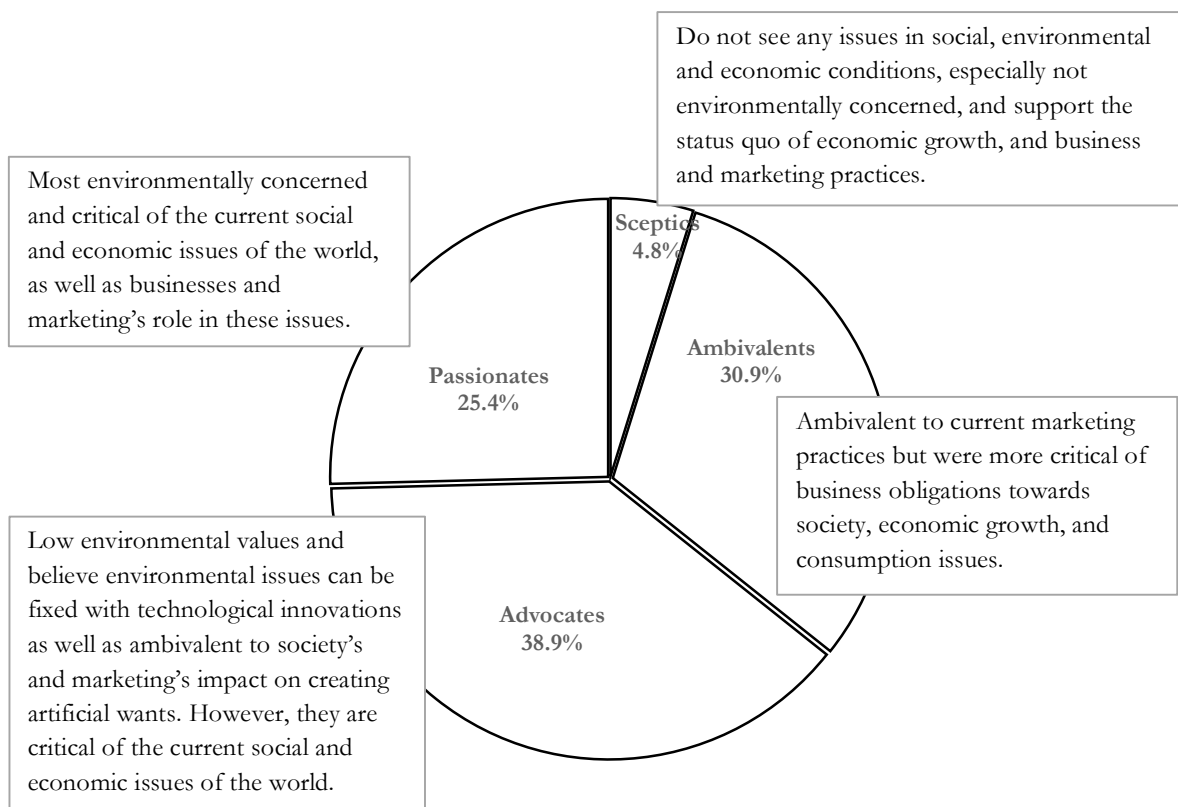 Do not see any issues in social, environmental
and economic conditions, especially not
environmentally concerned, and support the
status quo of economic growth, and business
and marketing practices.
Most environmentally concerned
and critical of the current social
and economic issues of the world,
as well as businesses and
marketing’s role in these issues.
Sceptics
4.8%
Ambivalents
30.9%
Passionates
25.4%
Ambivalent to current marketing
practices but were more critical of
business obligations towards
society, economic growth, and
consumption issues.
Low environmental values and
believe environmental issues can be
fixed with technological innovations
as well as ambivalent to society’s
and marketing’s impact on creating
artificial wants. However, they are
critical of the current social and
economic issues of the world.
Advocates
38.9%